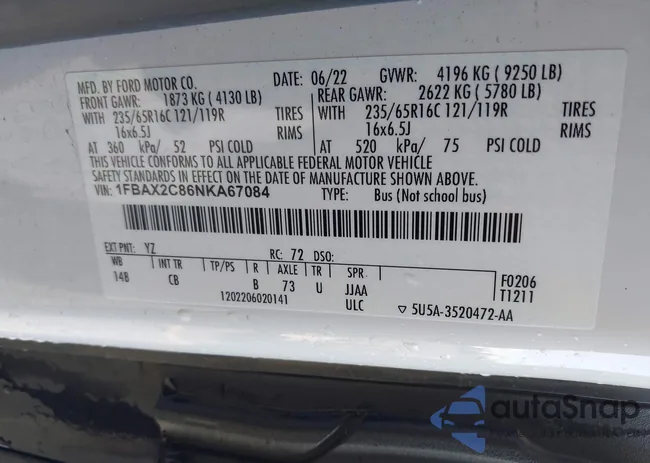 MFD. BY FORD MOTOR CO. DATE: 06/22 GVWR: 4196 KG ( 9250 LB)
FRONT GAWR: 1873 KG ( 4130 LB) REAR GAWR: 2622 KG ( 5780 LB)
WITH 235/65R16C 121/119R TIRES WITH 235/65R16C 121/119R TIRES
16x6.5J RIMS 16x6.5J RIMS
AT 360 kPa/ 52 PSI COLD AT 520 kPa/ 75 PSI COLD
THIS VEHICLE CONFORMS TO ALL APPLICABLE FEDERAL MOTOR VEHICLE
SAFETY STANDARDS IN EFFECT ON THE DATE OF MANUFACTURE SHOWN ABOVE.
VIN: 1FBAX2C86NKA67084 TYPE: Bus (Not school bus)
EXT PNT: YZ RC: 72 DSO:
WB INT TR TP/PS R AXLE TR SPR F0206
14B CB B 73 U JJAA T1211
1202206020141 ULC ▽ 5U5A-3520472-AA
autoSnap